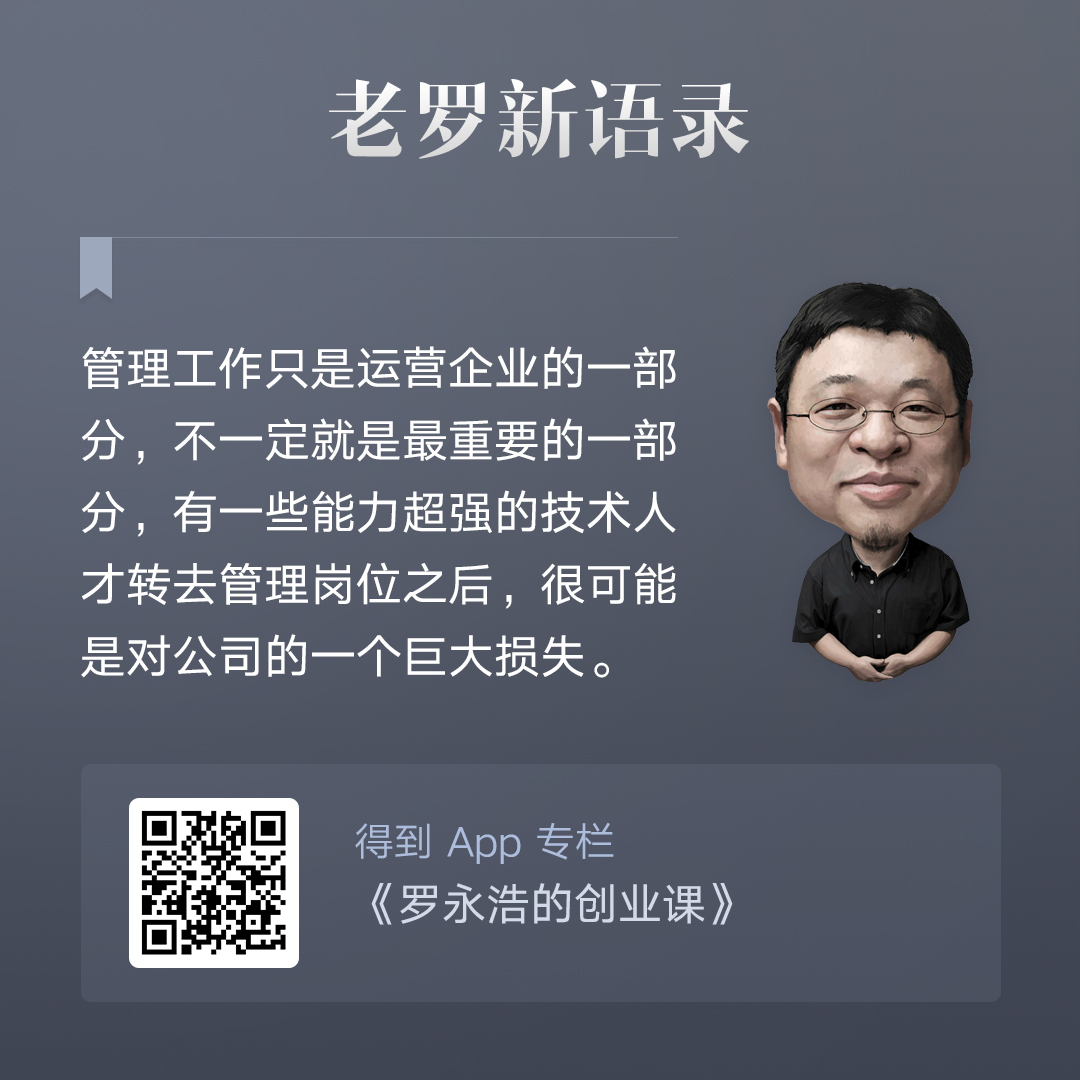 老罗新语录
管理工作只是运营企业的一部
分，不一定就是最重要的一部
分，有一些能力超强的技术人
才转去管理岗位之后，很可能
是对公司的一个巨大损失。
得到 App 专栏
《罗永浩的创业课》